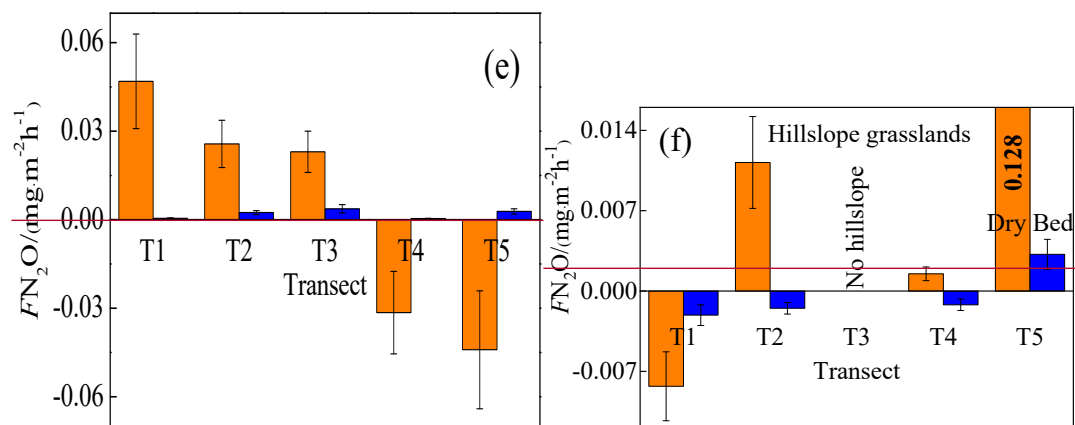 (e)
FN₂O/(mg·m⁻²h⁻¹)
0.06
0.03
0.00
-0.03
-0.06
T1 T2 T3 T4 T5
Transect
(f)
FN₂O/(mg·m⁻²h⁻¹)
0.014
0.007
0.000
-0.007
Hillslope grasslands
No hillslope
0.128
Dry Bed
T1 T2 T3 T4 T5
Transect